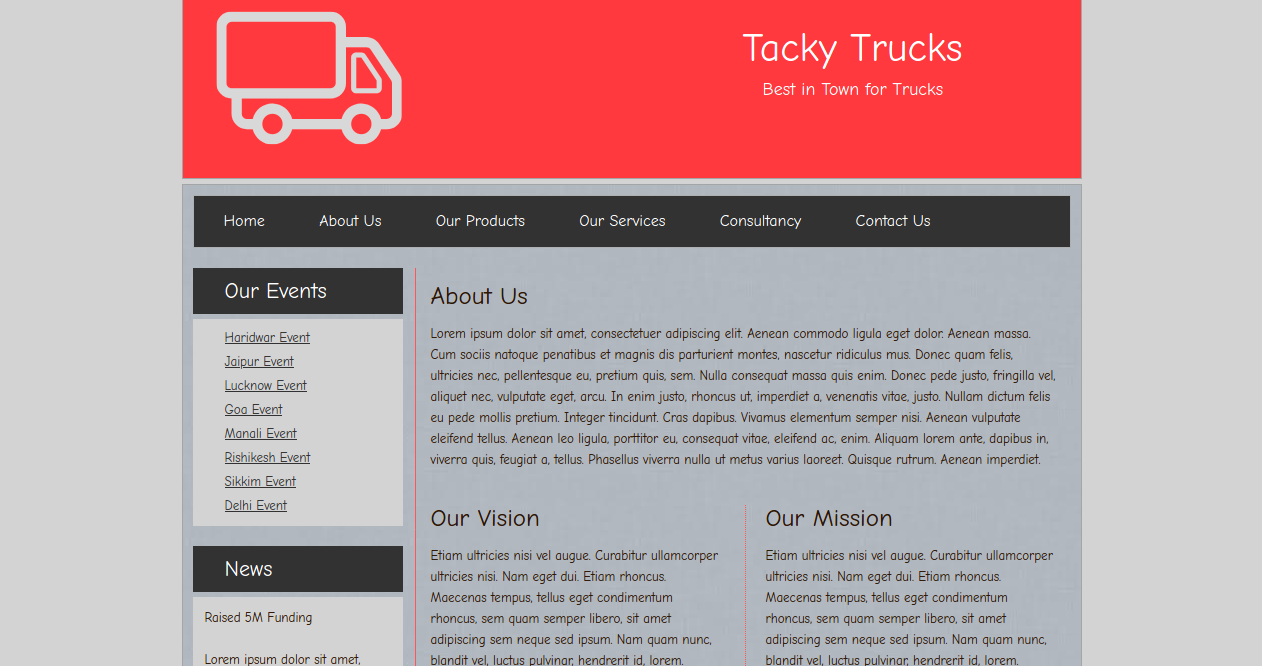 Tacky Trucks
Best in Town for Trucks
Home About Us Our Products Our Services Consultancy Contact Us
Our Events
Haridwar Event
Jaipur Event
Lucknow Event
Goa Event
Manali Event
Rishikesh Event
Sikkim Event
Delhi Event
News
Raised 5M Funding
Lorem ipsum dolor sit amet,
About Us
Lorem ipsum dolor sit amet, consectetuer adipiscing elit. Aenean commodo ligula eget dolor. Aenean massa.
Cum sociis natoque penatibus et magnis dis parturient montes, nascetur ridiculus mus. Donec quam felis,
ultricies nec, pellentesque eu, pretium quis, sem. Nulla consequat massa quis enim. Donec pede justo, fringilla vel,
aliquet nec, vulputate eget, arcu. In enim justo, rhoncus ut, imperdiet a, venenatis vitae, justo. Nullam dictum felis
eu pede mollis pretium. Integer tincidunt. Cras dapibus. Vivamus elementum semper nisi. Aenean vulputate
eleifend tellus. Aenean leo ligula, porttitor eu, consequat vitae, eleifend ac, enim. Aliquam lorem ante, dapibus in,
viverra quis, feugiat a, tellus. Phasellus viverra nulla ut metus varius laoreet. Quisque rutrum. Aenean imperdiet.
Our Vision
Etiam ultricies nisi vel augue. Curabitur ullamcorper
ultricies nisi. Nam eget dui. Etiam rhoncus.
Maecenas tempus, tellus eget condimentum
rhoncus, sem quam semper libero, sit amet
adipiscing sem neque sed ipsum. Nam quam nunc,
blandit vel, luctus pulvinar, hendrerit id, lorem.
Our Mission
Etiam ultricies nisi vel augue. Curabitur ullamcorper
ultricies nisi. Nam eget dui. Etiam rhoncus.
Maecenas tempus, tellus eget condimentum
rhoncus, sem quam semper libero, sit amet
adipiscing sem neque sed ipsum. Nam quam nunc,
blandit vel, luctus pulvinar, hendrerit id, lorem.